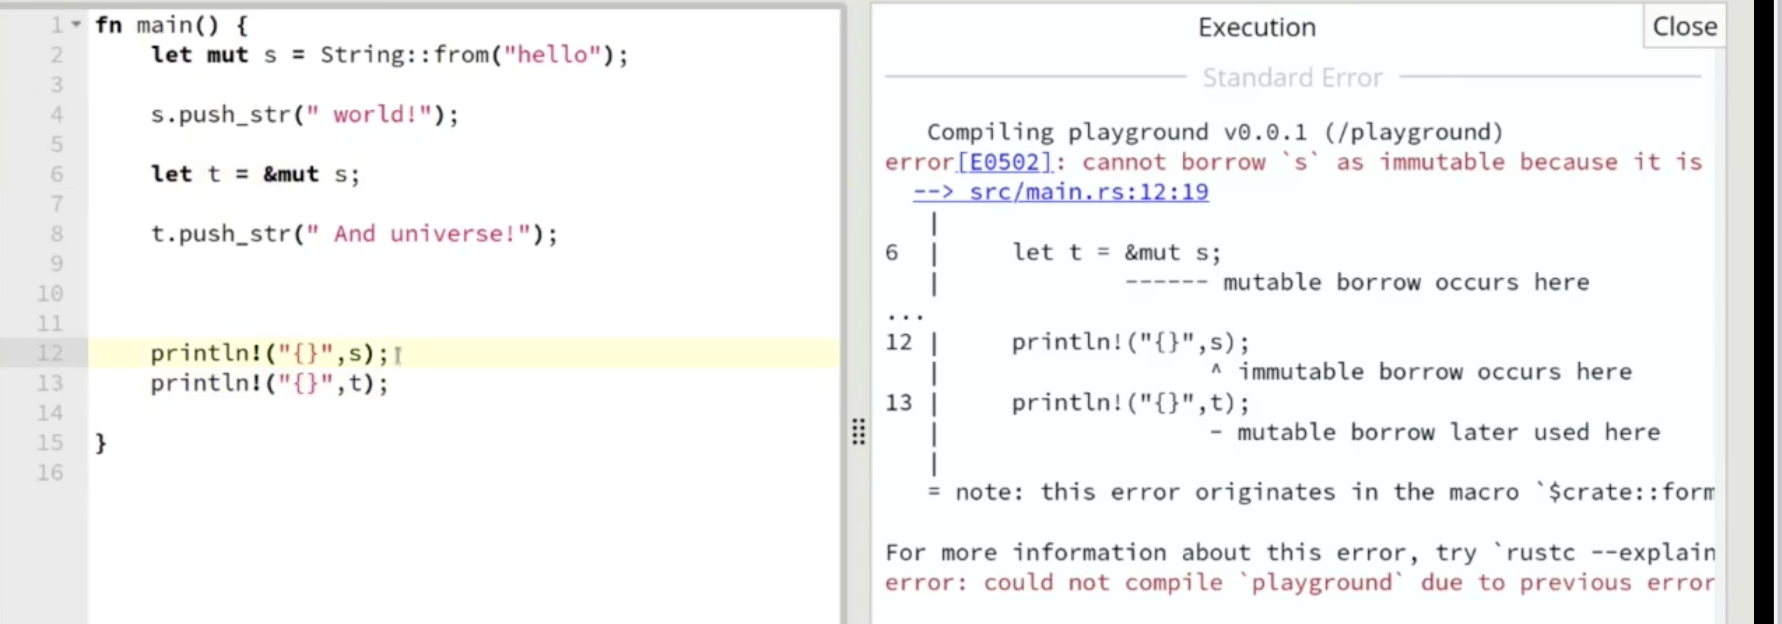 1 fn main() {
2     let mut s = String::from("hello");
3
4     s.push_str(" world!");
5
6     let t = &mut s;
7
8     t.push_str(" And universe!");
9
10
11
12     println!("{}",s);
13     println!("{}",t);
14
15 }
16
Execution
Close
Standard Error
   Compiling playground v0.0.1 (/playground)
error[E0502]: cannot borrow `s` as immutable because it is
  --> src/main.rs:12:19
   |
6  |     let t = &mut s;
   |             ------ mutable borrow occurs here
...
12 |     println!("{}",s);
   |                   ^ immutable borrow occurs here
13 |     println!("{}",t);
   |                   - mutable borrow later used here
   |
   = note: this error originates in the macro `$crate::form
For more information about this error, try `rustc --explain
error: could not compile `playground` due to previous error